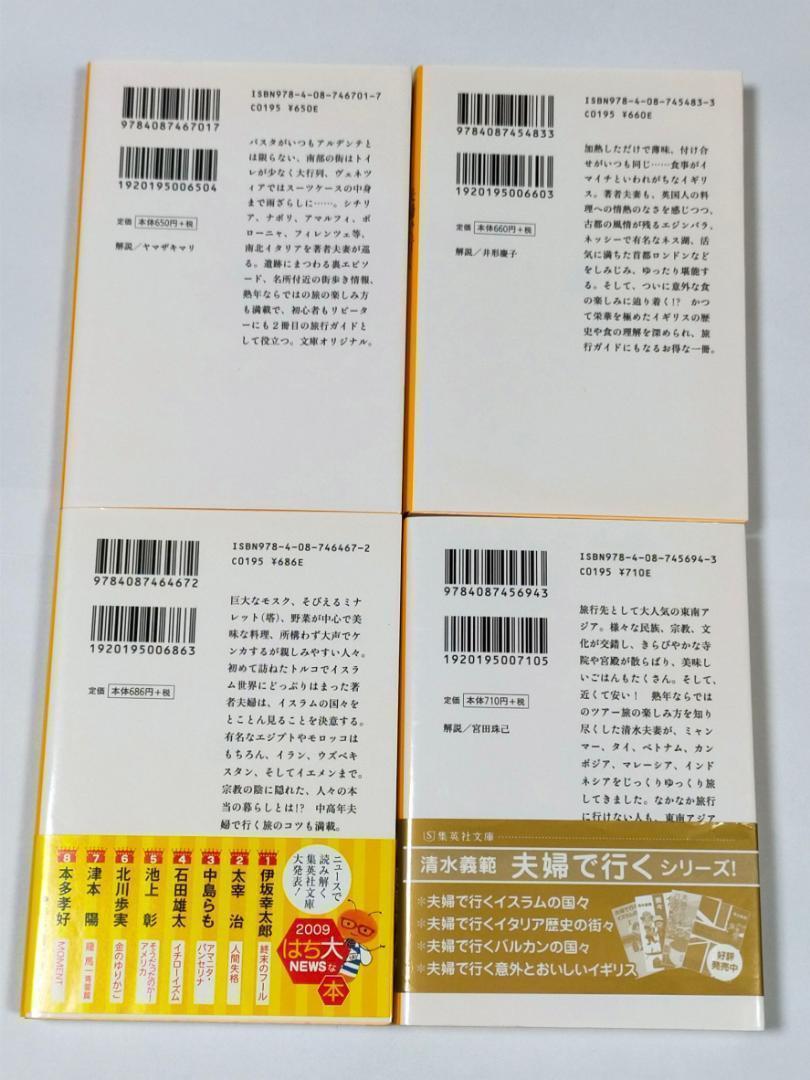 ISBN978-4-08-746701-7
C0195 ¥650E
9784087467017
1920195006504
定価 本体650円+税
解説/ヤマザキマリ
パスタがいつもアルデンテと
は限らない、南部の街はトイ
レが少なく大行列、ヴェネツ
ィアではスーツケースの中身
まで雨ざらしに……。シチリ
ア、ナポリ、アマルフィ、ボ
ローニャ、フィレンツェ等、
南北イタリアを著者夫妻が巡
る。遺跡にまつわる裏エピソ
ード、名所付近の街歩き情報、
熟年ならではの旅の楽しみ方
も満載で、初心者もリピータ
ーにも2冊目の旅行ガイドと
して役立つ。文庫オリジナル。
ISBN978-4-08-745483-3
C0195 ¥660E
9784087454833
1920195006603
定価 本体660円+税
解説/井形慶子
加熱しただけで薄味、付け合
せがいつも同じ……食事がイ
マイチといわれがちなイギリ
ス。著者夫妻も、英国人の料
理への情熱のなさを感じつつ、
古都の風情が残るエジンバラ、
ネッシーで有名なネス湖、活
気に満ちた首都ロンドンなど
をしみじみ、ゆったり堪能す
る。そして、ついに意外な食
の楽しみに辿り着く!? かつ
て栄華を極めたイギリスの歴
史や食の理解を深められ、旅
行ガイドにもなるお得な一冊。
ISBN978-4-08-746467-2
C0195 ¥686E
9784087464672
1920195006863
定価 本体686円+税
巨大なモスク、そびえるミナ
レット(塔)、野菜が中心で美
味な料理、所構わず大声でケ
ンカするが親しみやすい人々。
初めて訪ねたトルコでイスラ
ム世界にどっぷりはまった著
者夫婦は、イスラムの国々を
とことん見ることを決意する。
有名なエジプトやモロッコは
もちろん、イラン、ウズベキ
スタン、そしてイエメンまで。
宗教の陰に隠れた、人々の本
当の暮らしとは!? 中高年夫
婦で行く旅のコツも満載。
ニュースで
読み解く
集英社文庫
大発表!
2009
はち大
NEWSな
本
1 伊坂幸太郎 終末のフール
2 太宰 治 人間失格
3 中島らも アマニタ・パンセリナ
4 石田雄太 イチローイズム
5 池上 彰 そうだったのか!アメリカ
6 北川歩実 金のゆりかご
7 津本 陽 龍馬一青雲篇
8 本多孝好 MOMENT
ISBN978-4-08-745694-3
C0195 ¥710E
9784087456943
1920195007105
定価 本体710円+税
解説/宮田珠己
旅行先として大人気の東南ア
ジア。様々な民族、宗教、文
化が交錯し、きらびやかな寺
院や宮殿が散らばり、美味し
いごはんもたくさん。そして、
近くて安い! 熟年ならでは
のツアー旅の楽しみ方を知り
尽くした清水夫妻が、ミャン
マー、タイ、ベトナム、カン
ボジア、マレーシア、インド
ネシアをじっくりゆっくり旅
してきました。なかなか旅行
に行けない人も、東南アジア
S 集英社文庫
清水義範 夫婦で行くシリーズ!
*夫婦で行くイスラムの国々
*夫婦で行くイタリア歴史の街々
*夫婦で行くバルカンの国々
*夫婦で行く意外とおいしいイギリス
好評
発売中